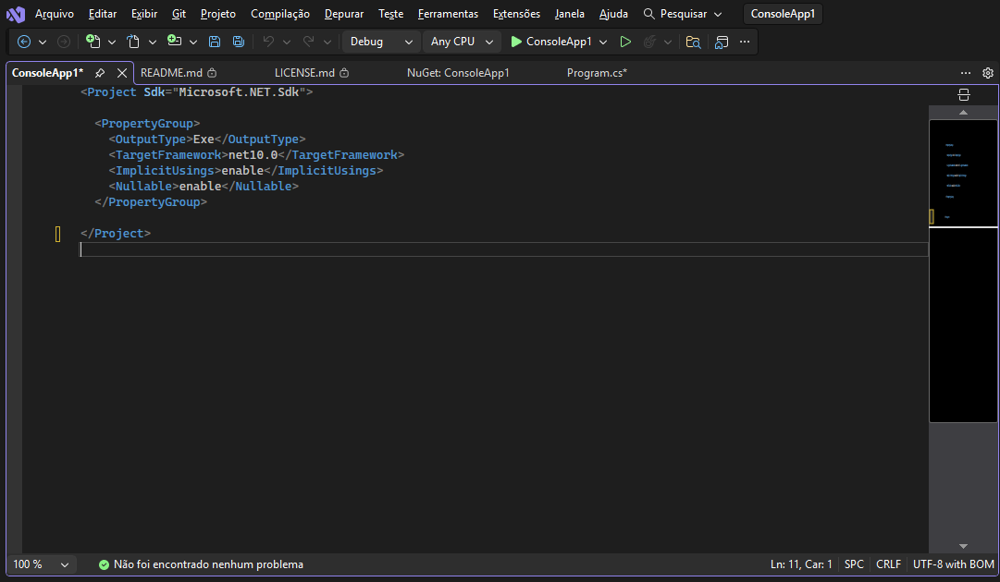 Arquivo Editar Exibir Git Projeto Compilação Depurar Teste Ferramentas Extensões Janela Ajuda Pesquisar ConsoleApp1
Debug Any CPU ConsoleApp1
ConsoleApp1* README.md LICENSE.md NuGet: ConsoleApp1 Program.cs*
<Project Sdk="Microsoft.NET.Sdk">
<PropertyGroup>
<OutputType>Exe</OutputType>
<TargetFramework>net10.0</TargetFramework>
<ImplicitUsings>enable</ImplicitUsings>
<Nullable>enable</Nullable>
</PropertyGroup>
</Project>
100 % Não foi encontrado nenhum problema Ln: 11, Car: 1 SPC CRLF UTF-8 with BOM